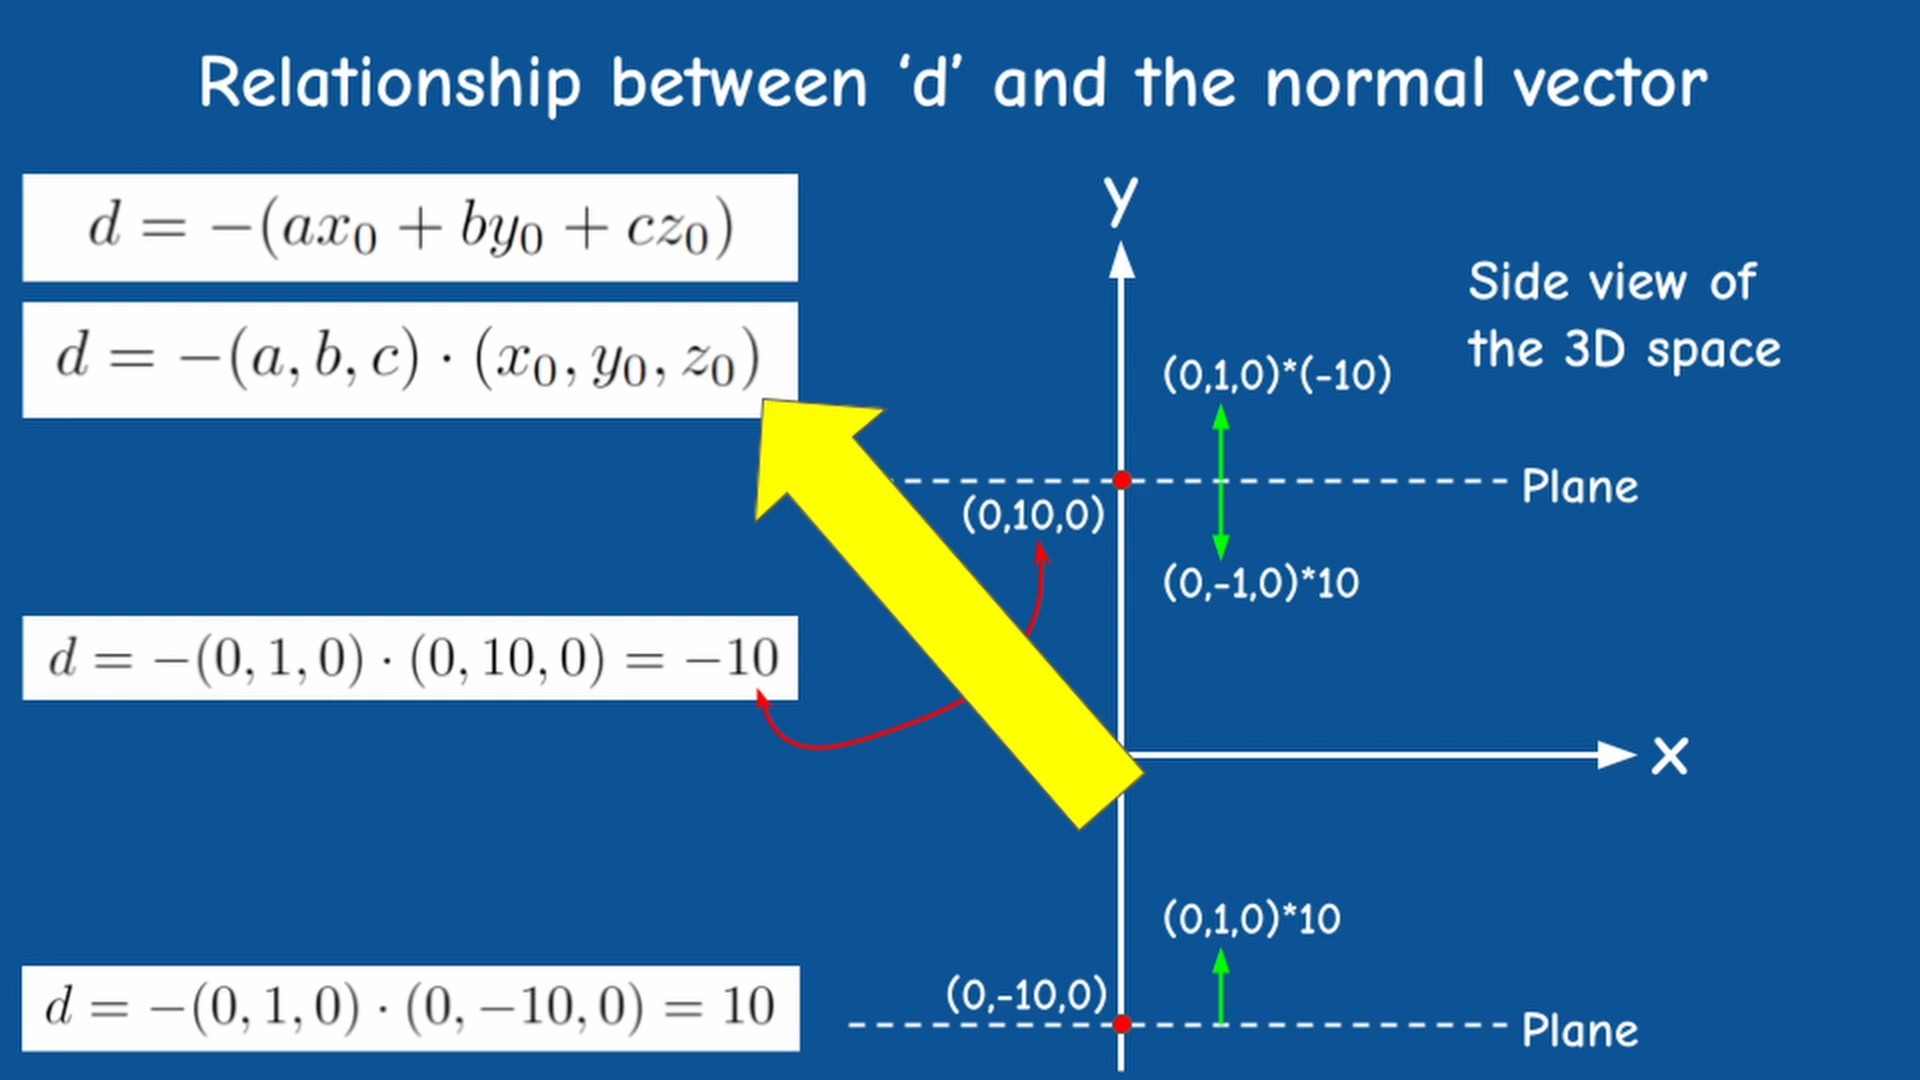 Relationship between ‘d’ and the normal vector
d = −(ax₀ + by₀ + cz₀)
d = −(a, b, c) · (x₀, y₀, z₀)
y
Side view of
the 3D space
(0,1,0)*(-10)
Plane
(0,10,0)
(0,-1,0)*10
d = −(0, 1, 0) · (0, 10, 0) = −10
x
(0,1,0)*10
(0,-10,0)
d = −(0, 1, 0) · (0, −10, 0) = 10
Plane